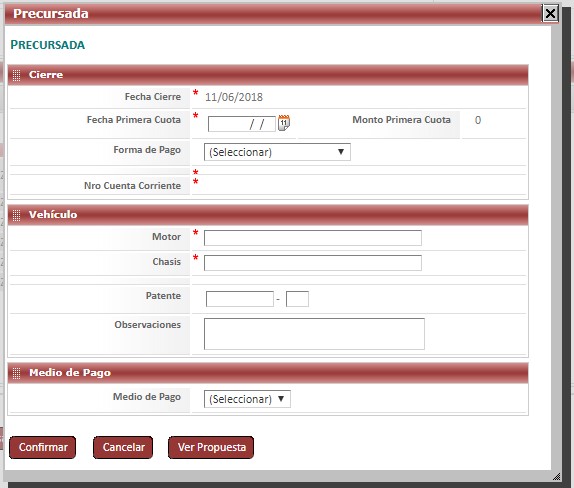 Precursada
PRECURSADA
Cierre
Fecha Cierre * 11/06/2018
Fecha Primera Cuota * / / 11 Monto Primera Cuota 0
Forma de Pago (Seleccionar)
*
Nro Cuenta Corriente *
Vehículo
Motor *
Chasis *
Patente -
Observaciones
Medio de Pago
Medio de Pago (Seleccionar)
Confirmar Cancelar Ver Propuesta